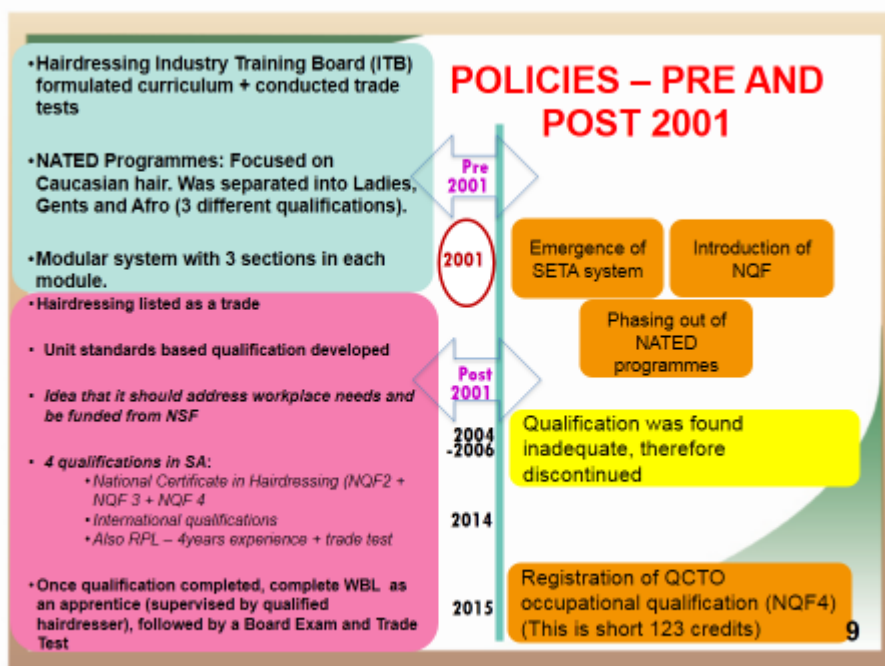 POLICIES – PRE AND
POST 2001
•Hairdressing Industry Training Board (ITB)
formulated curriculum + conducted trade
tests
•NATED Programmes: Focused on
Caucasian hair. Was separated into Ladies,
Gents and Afro (3 different qualifications).
•Modular system with 3 sections in each
module.
•Hairdressing listed as a trade
• Unit standards based qualification developed
• Idea that it should address workplace needs and
be funded from NSF
• 4 qualifications in SA:
•National Certificate in Hairdressing (NQF2 +
NQF 3 + NQF 4
•International qualifications
•Also RPL – 4years experience + trade test
•Once qualification completed, complete WBL as
an apprentice (supervised by qualified
hairdresser), followed by a Board Exam and Trade
Test
Pre
2001
2001
Emergence of
SETA system
Introduction of
NQF
Phasing out of
NATED
programmes
Post
2001
2004
-2006
Qualification was found
inadequate, therefore
discontinued
2014
2015
Registration of QCTO
occupational qualification (NQF4)
(This is short 123 credits)
9